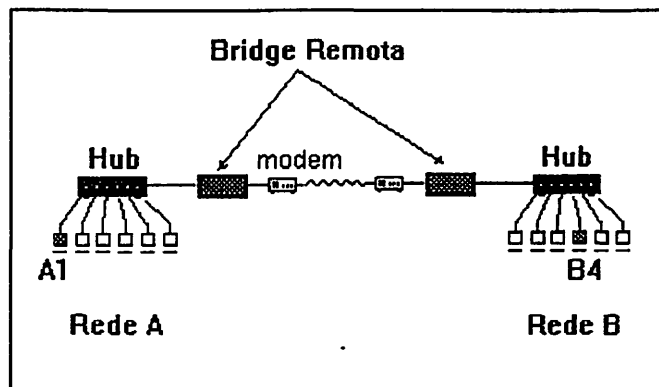 Bridge Remota
Hub
modem
Hub
A1
B4
Rede A
Rede B